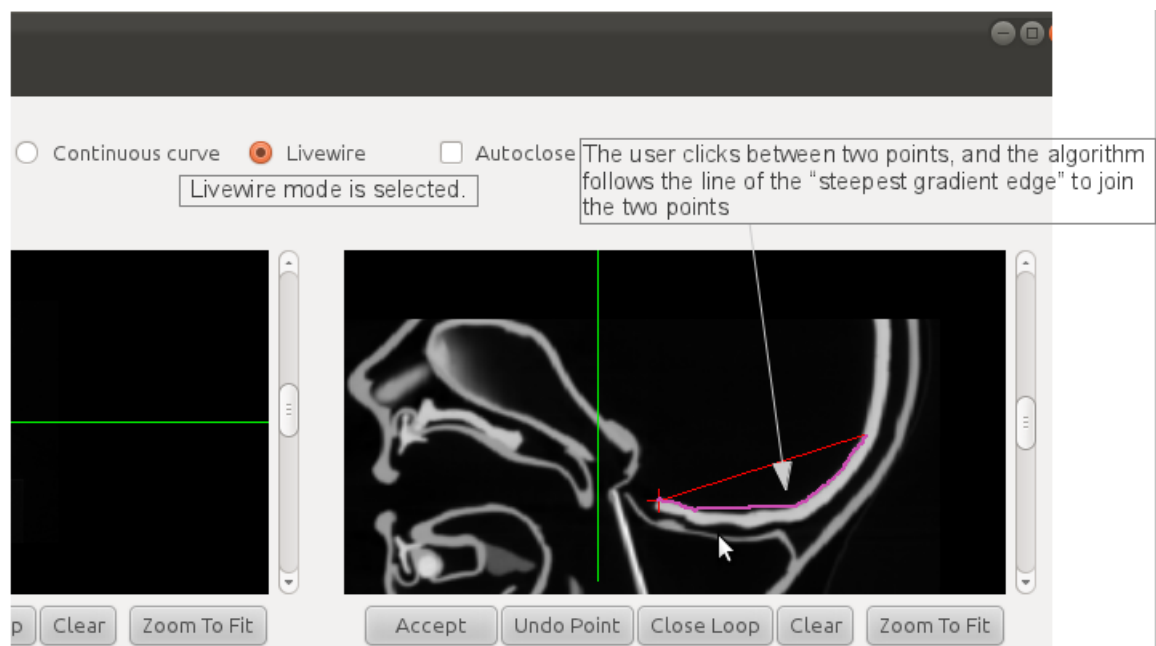 Continuous curve Livewire Autoclose
Livewire mode is selected.
The user clicks between two points, and the algorithm
follows the line of the “steepest gradient edge” to join
the two points
p Clear Zoom To Fit Accept Undo Point Close Loop Clear Zoom To Fit